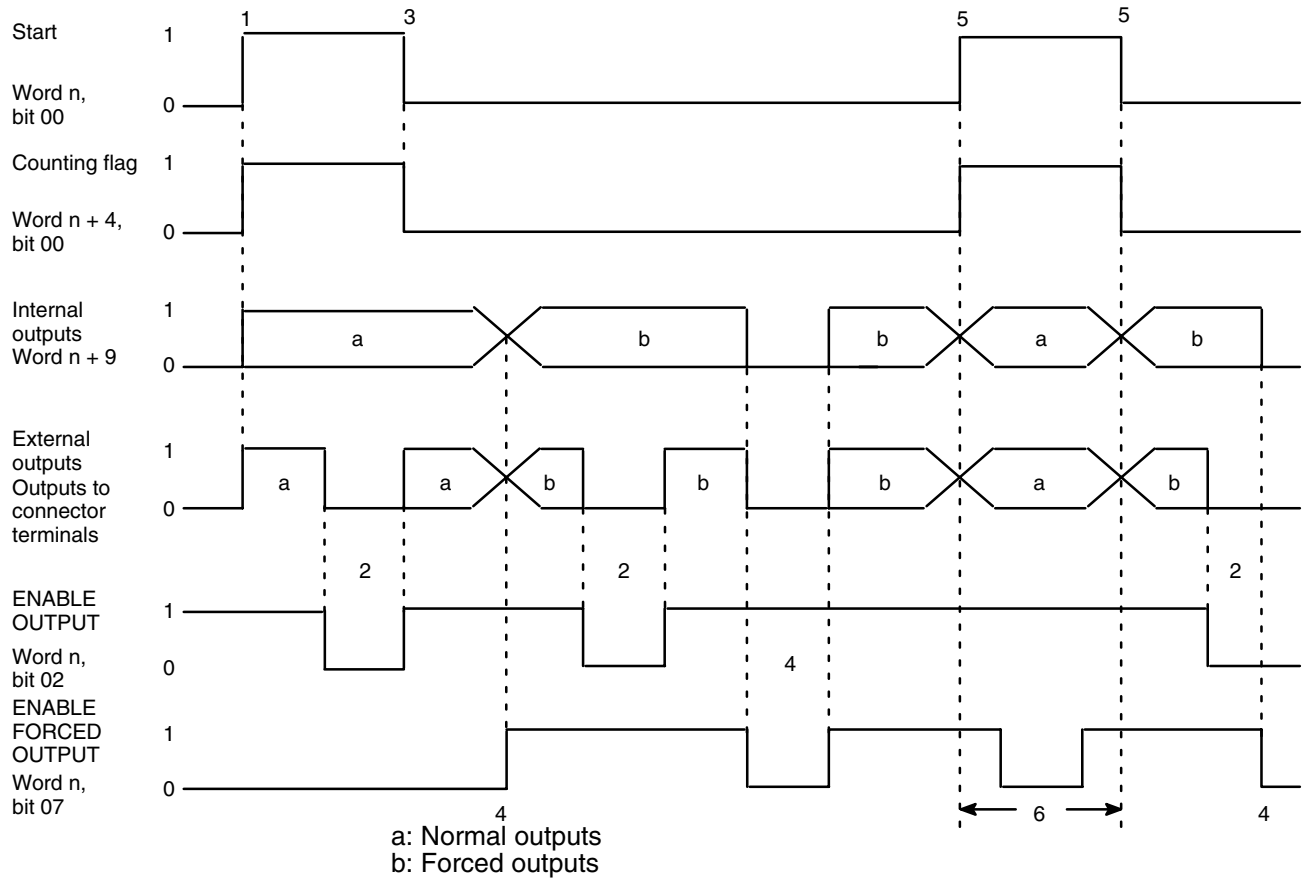 1 3 5 5
Start 1
Word n,
bit 00 0
Counting flag 1
Word n + 4,
bit 00 0
Internal
outputs
Word n + 9
1
0
a b b a b
External
outputs
Outputs to
connector
terminals
1
0
a a b b b a b
2 2 2
ENABLE
OUTPUT
1
Word n,
bit 02
0
4
ENABLE
FORCED
OUTPUT
1
Word n,
bit 07
0
4 6 4
a: Normal outputs
b: Forced outputs